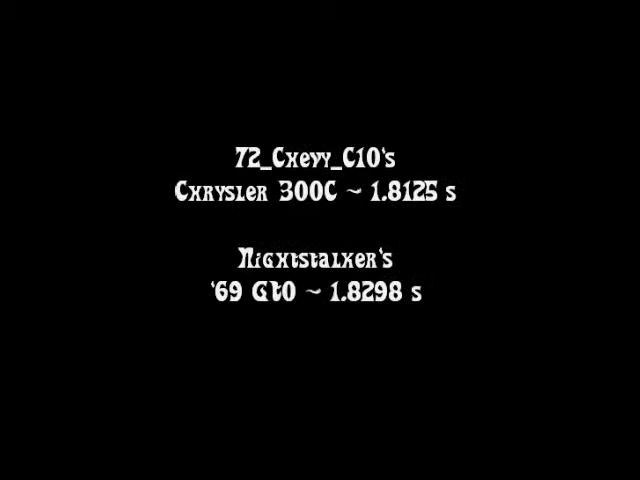 72_Chevy_C10's
Chrysler 300C ~ 1.8125 s
Nightstalker's
'69 GtO ~ 1.8298 s